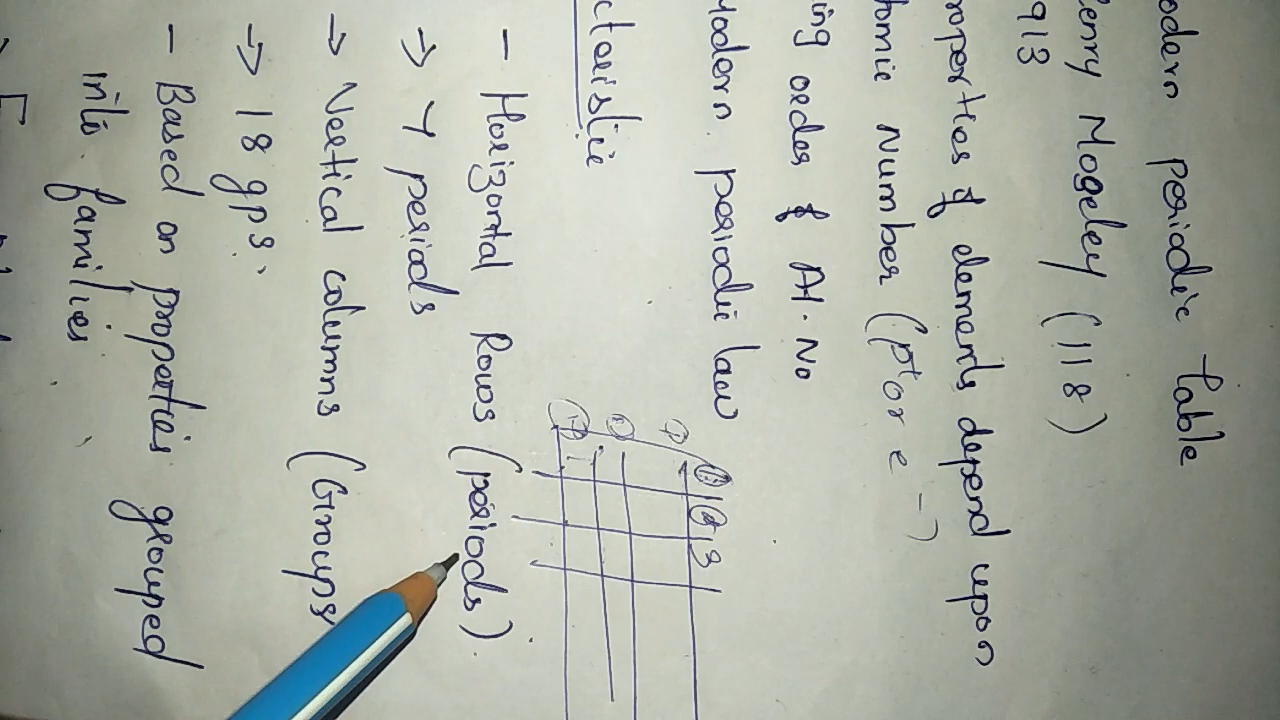 odern periodic table
enry Mogeley (118)
913
roperties of elements depend upon
tomic Number (pt or e-)
ing order of At. No
Modern periodic law
cteristic
- Horizontal Rows (periods).
→ 7 periods
→ Vertical columns (Groups
→ 18 gps.
- Based on properties grouped
into families